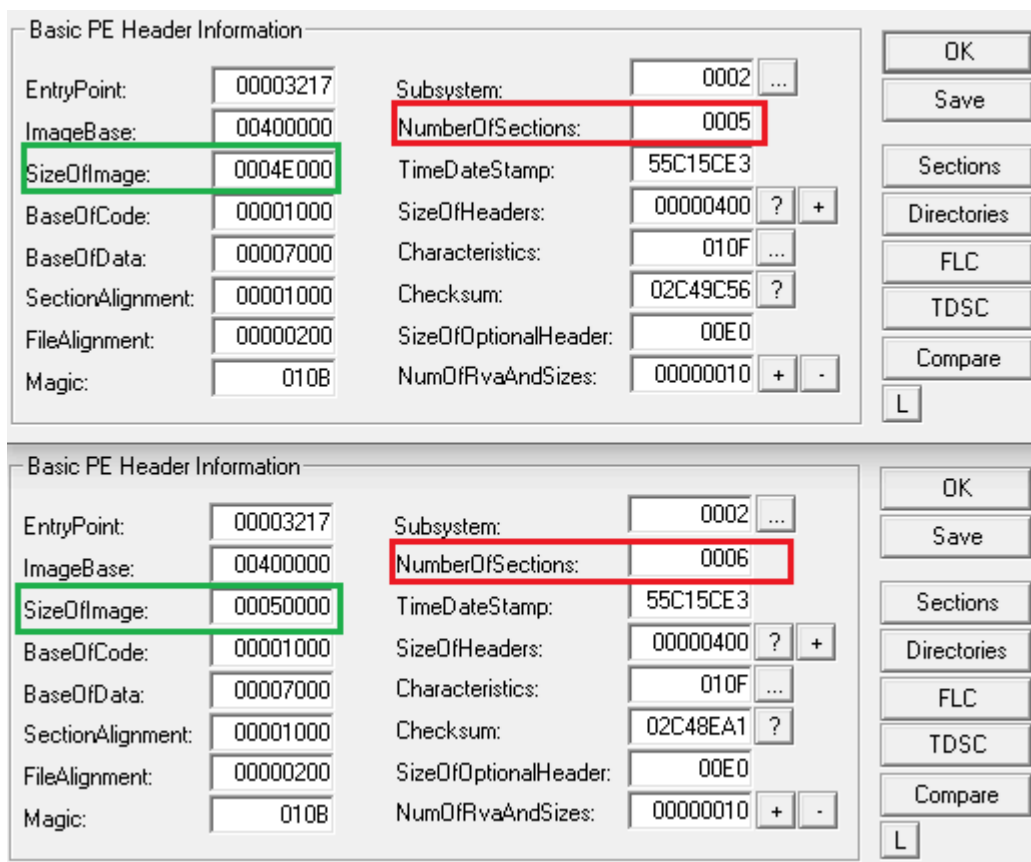 Basic PE Header Information
EntryPoint: 00003217 Subsystem: 0002 ... OK
ImageBase: 00400000 NumberOfSections: 0005 Save
SizeOfImage: 0004E000 TimeDateStamp: 55C15CE3 Sections
BaseOfCode: 00001000 SizeOfHeaders: 00000400 ? + Directories
BaseOfData: 00007000 Characteristics: 010F ... FLC
SectionAlignment: 00001000 Checksum: 02C49C56 ? TDSC
FileAlignment: 00000200 SizeOfOptionalHeader: 00E0 Compare
Magic: 010B NumOfRvaAndSizes: 00000010 + - L
Basic PE Header Information
EntryPoint: 00003217 Subsystem: 0002 ... OK
ImageBase: 00400000 NumberOfSections: 0006 Save
SizeOfImage: 00050000 TimeDateStamp: 55C15CE3 Sections
BaseOfCode: 00001000 SizeOfHeaders: 00000400 ? + Directories
BaseOfData: 00007000 Characteristics: 010F ... FLC
SectionAlignment: 00001000 Checksum: 02C48EA1 ? TDSC
FileAlignment: 00000200 SizeOfOptionalHeader: 00E0 Compare
Magic: 010B NumOfRvaAndSizes: 00000010 + - L